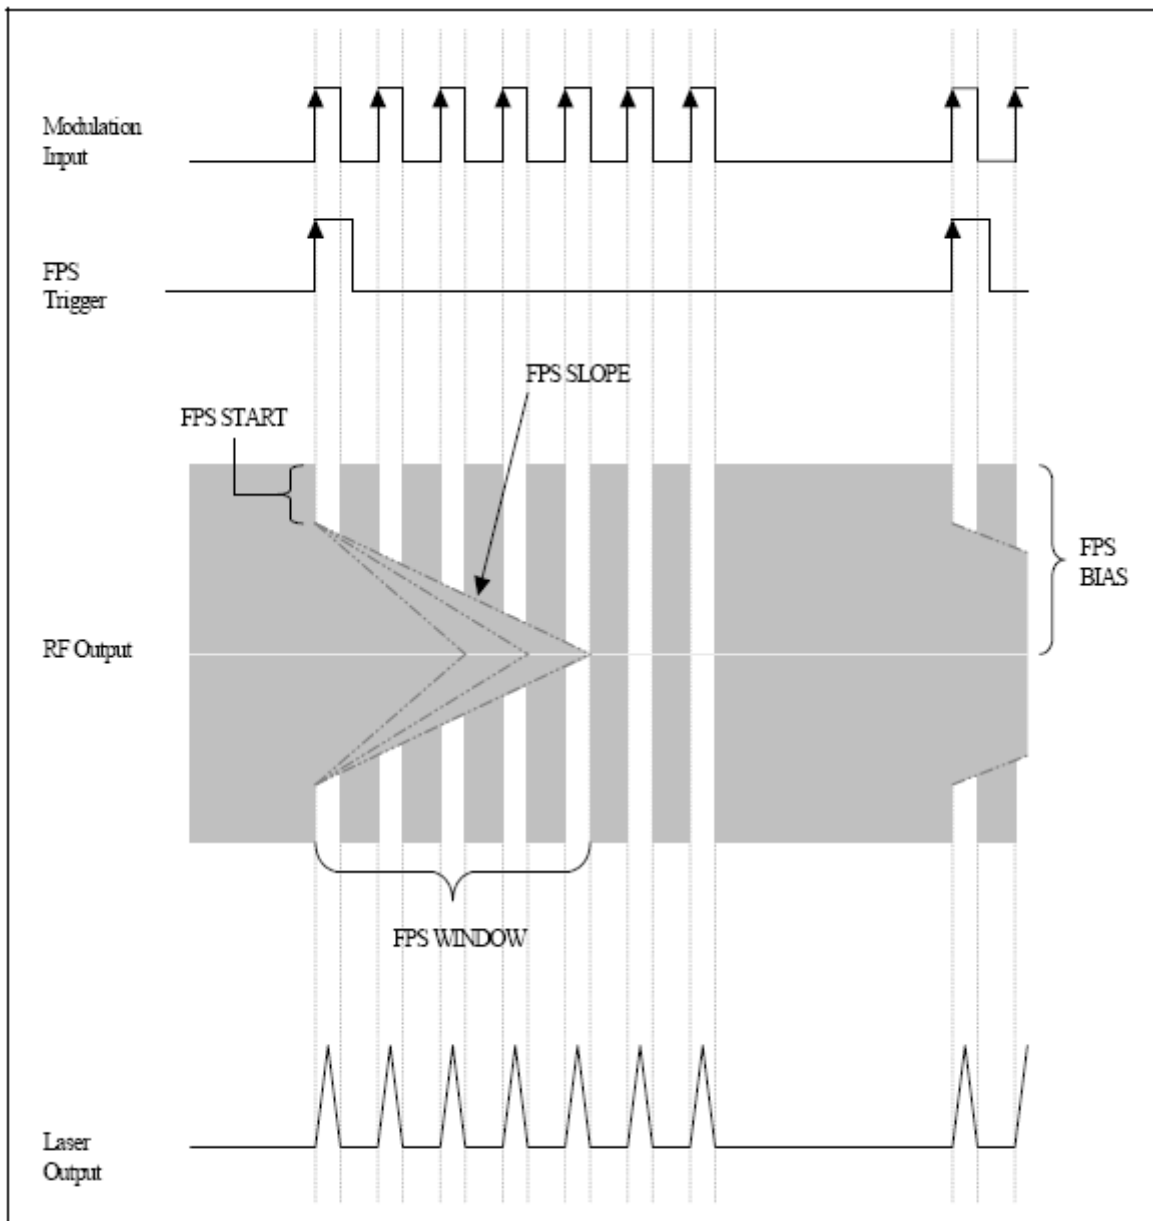 Modulation
Input
FPS
Trigger
FPS SLOPE
FPS START
FPS
BIAS
RF Output
FPS WINDOW
Laser
Output